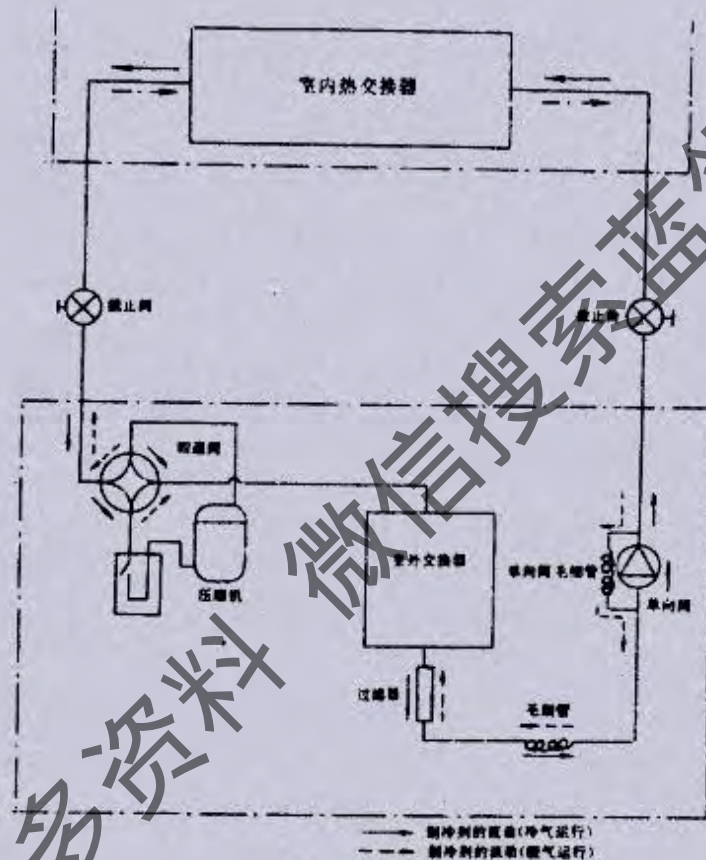 室内热交换器
截止阀
截止阀
四通阀
室外交换器
单向阀毛细管
压缩机
单向阀
过滤器
毛细管
制冷剂的流动(冷气运行)
制冷剂的流动(暖气运行)
多资料 微信搜索蓝领